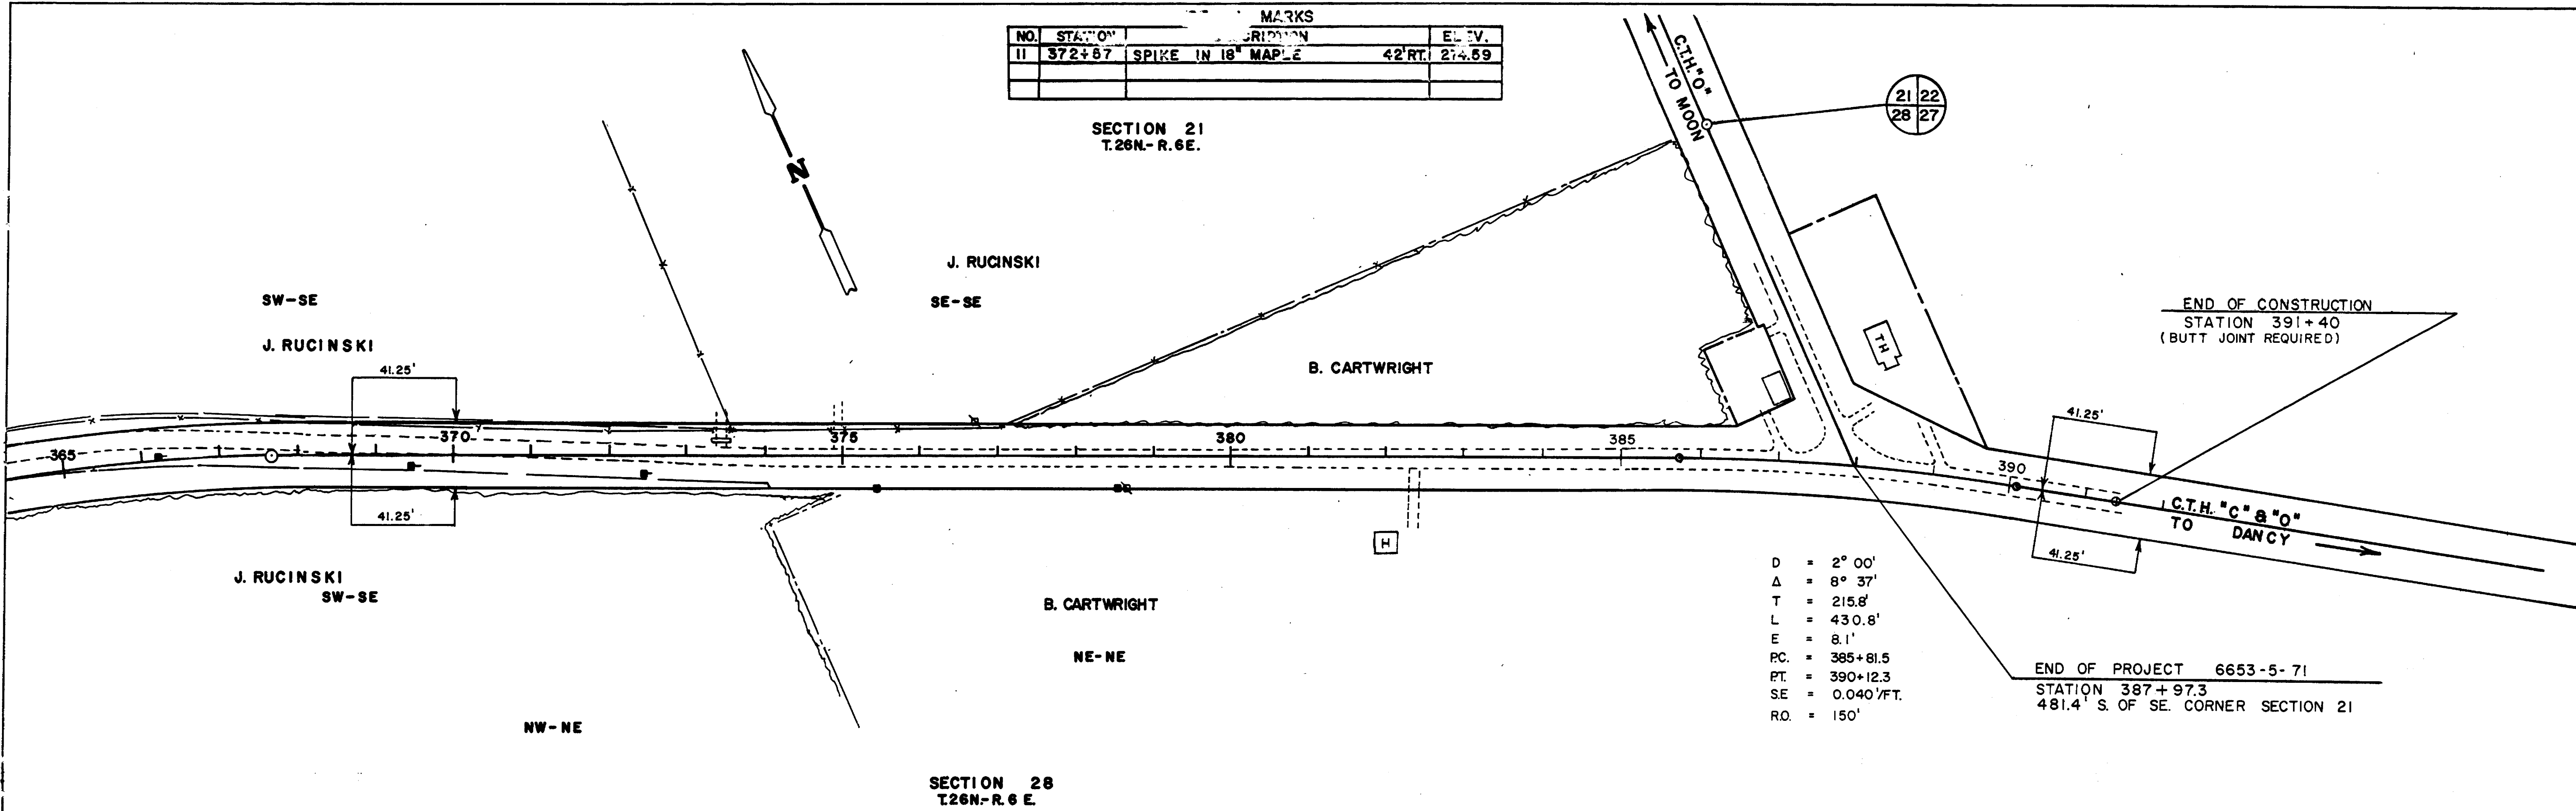 MARKS
NO. STATION ELEV.
11 SPIKE IN 18" MAPLE 42' RT.
SECTION 21
T.26N.-R.6E.
C.T.H. "O"
TO MOON
21 22
28 27
N
J. RUCINSKI
SE-SE
SW-SE
J. RUCINSKI
END OF CONSTRUCTION
STATION 391+40
(BUTT JOINT REQUIRED)
TH
B. CARTWRIGHT
41.25'
41.25'
365
370
375
380
385
390
41.25'
41.25'
C.T.H. "C" & "O"
TO DANCY
H
J. RUCINSKI
SW-SE
B. CARTWRIGHT
NE-NE
NW-NE
D = 2° 00'
Δ = 8° 37'
T = 215.8'
L = 430.8'
E = 8.1'
P.C. = 385+81.5
P.T. = 390+12.3
S.E = 0.040'/FT.
R.O. = 150'
END OF PROJECT 6653-5-71
STATION 387+97.3
481.4' S. OF SE. CORNER SECTION 21
SECTION 28
T.26N.-R.6 E.